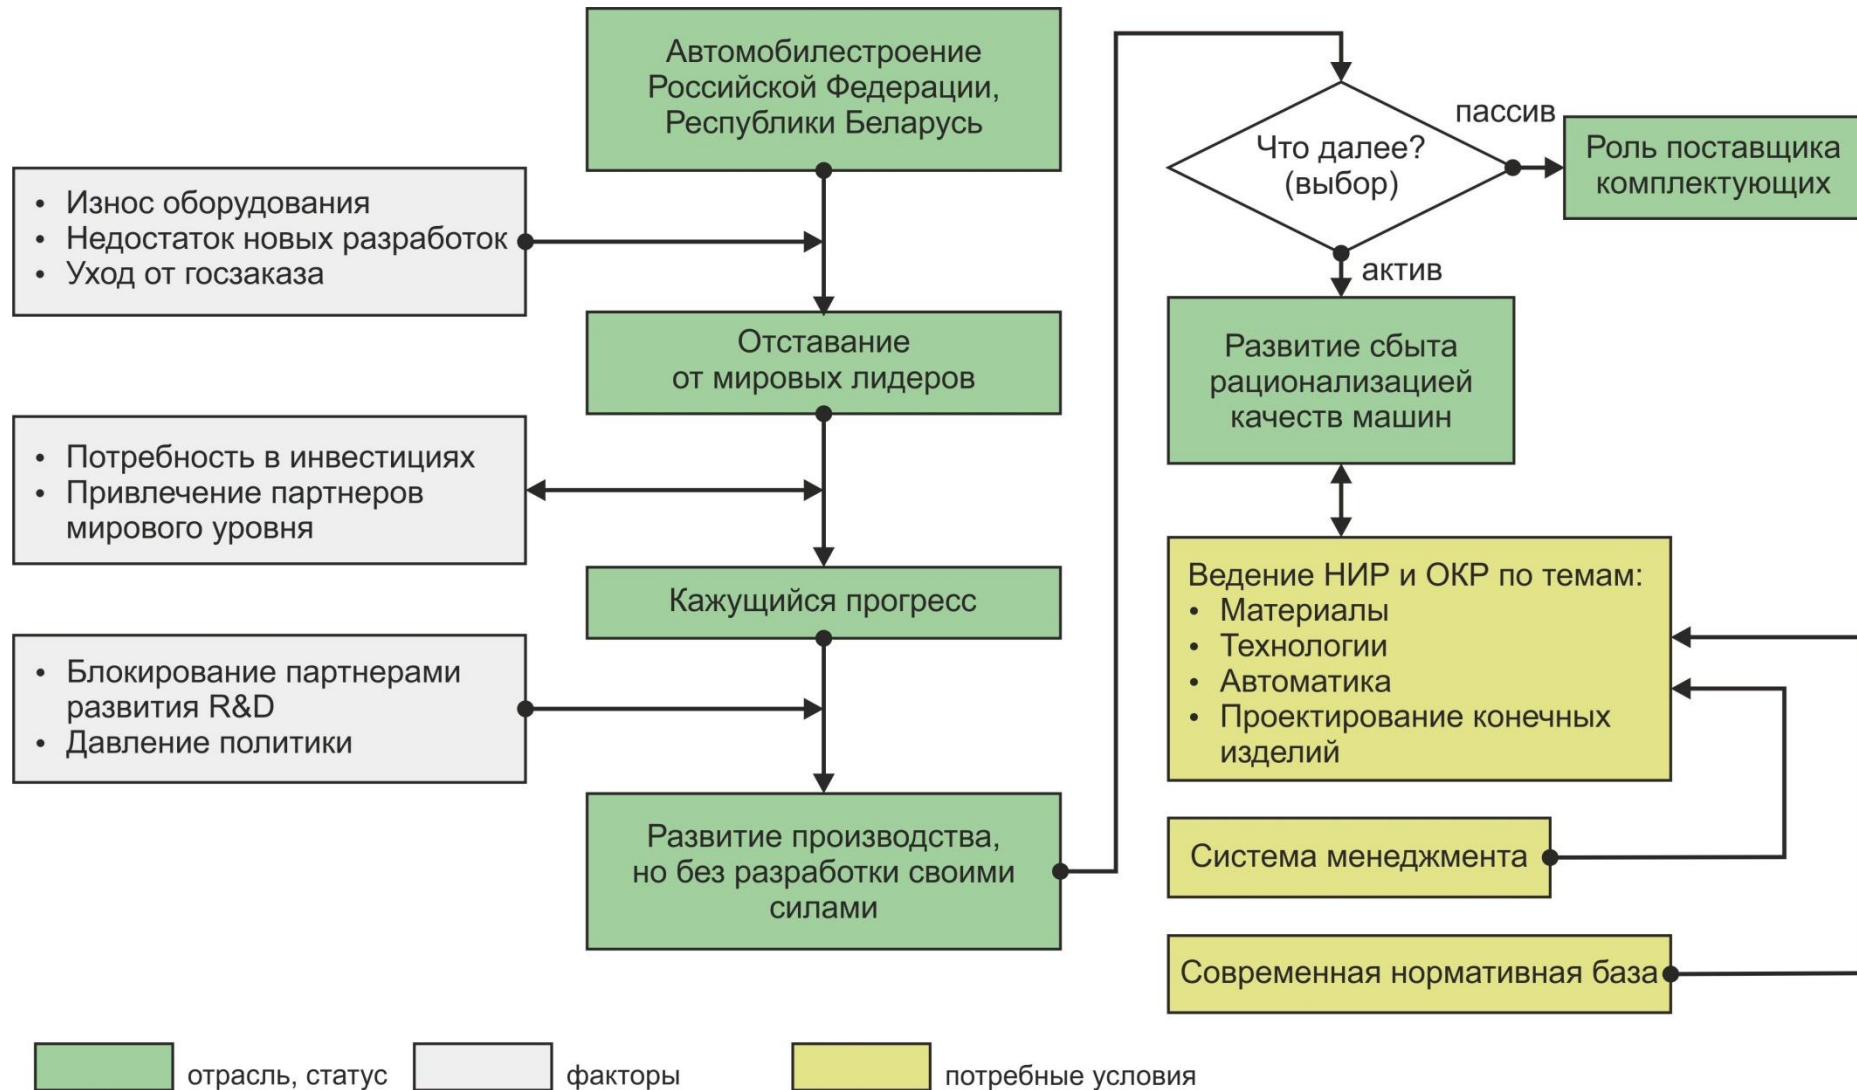 Автомобилестроение
Российской Федерации,
Республики Беларусь
• Износ оборудования
• Недостаток новых разработок
• Уход от госзаказа
Отставание
от мировых лидеров
• Потребность в инвестициях
• Привлечение партнеров
мирового уровня
Кажущийся прогресс
• Блокирование партнерами
развития R&D
• Давление политики
Развитие производства,
но без разработки своими
силами
Что далее?
(выбор)
пассив
Роль поставщика
комплектующих
актив
Развитие сбыта
рационализацией
качеств машин
Ведение НИР и ОКР по темам:
• Материалы
• Технологии
• Автоматика
• Проектирование конечных
изделий
Система менеджмента
Современная нормативная база
отрасль, статус
факторы
потребные условия